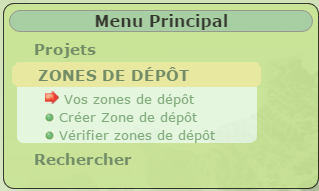 Menu Principal
Projets
ZONES DE DÉPÔT
Vos zones de dépôt
Créer Zone de dépôt
Vérifier zones de dépôt
Rechercher